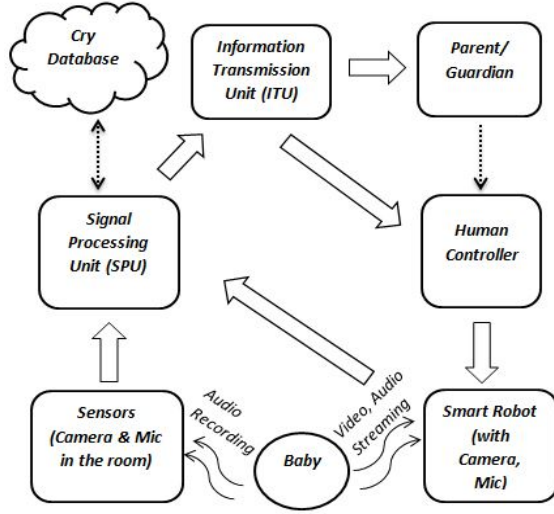 Cry
Database
Information
Transmission
Unit (ITU)
Parent/
Guardian
Signal
Processing
Unit (SPU)
Human
Controller
Sensors
(Camera & Mic
in the room)
Audio
Recording
Baby
Video, Audio
Streaming
Smart Robot
(with
Camera,
Mic)